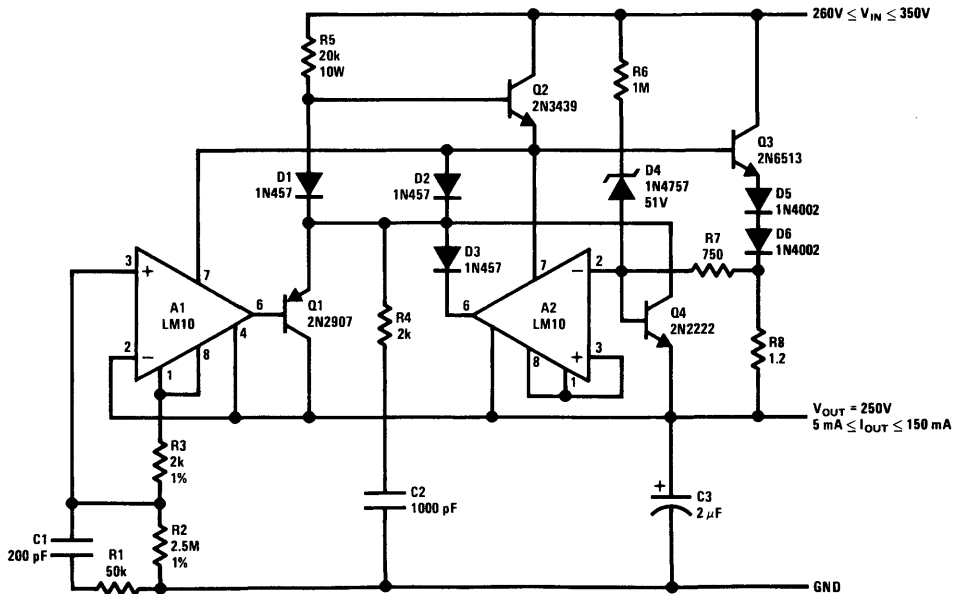 260V ≤ V_IN ≤ 350V
R5
20k
10W
R6
1M
Q2
2N3439
Q3
2N6513
D1
1N457
D2
1N457
D4
1N4757
51V
D5
1N4002
D6
1N4002
R7
750
D3
1N457
3
+
7
A1
LM10
6
4
2
−
8
1
Q1
2N2907
R4
2k
7
−
2
6
A2
LM10
8
+
3
1
Q4
2N2222
R8
1.2
V_OUT = 250V
5 mA ≤ I_OUT ≤ 150 mA
R3
2k
1%
C2
1000 pF
+
C3
2 μF
C1
200 pF
R1
50k
R2
2.5M
1%
GND